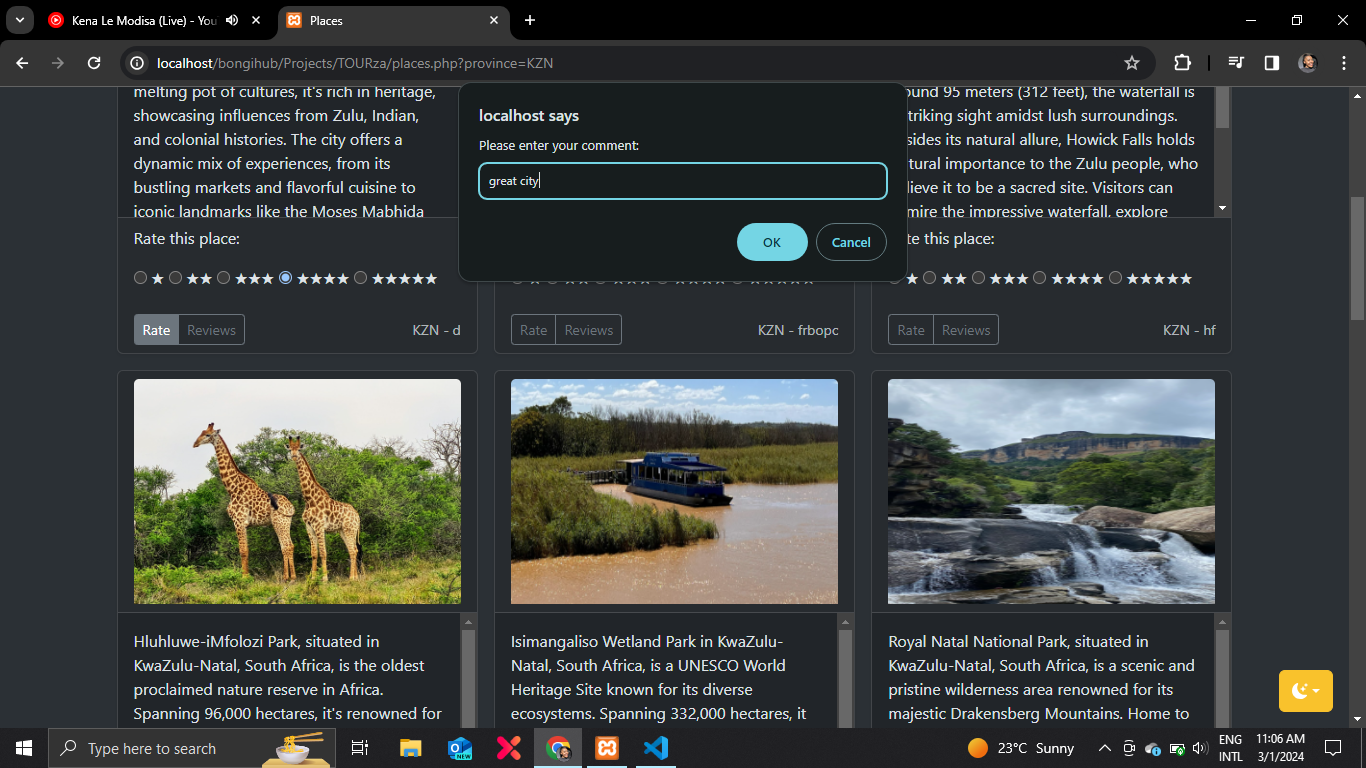 Kena Le Modisa (Live) - You
Places
localhost/bongihub/Projects/TOURza/places.php?province=KZN
localhost says
Please enter your comment:
great city
OK
Cancel
melting pot of cultures, it's rich in heritage,
showcasing influences from Zulu, Indian,
and colonial histories. The city offers a
dynamic mix of experiences, from its
bustling markets and flavorful cuisine to
iconic landmarks like the Moses Mabhida
Rate this place:
★ ★★ ★★★ ★★★★ ★★★★★
Rate Reviews KZN - d
Rate Reviews KZN - frbopc
95 meters (312 feet), the waterfall is
sight amidst lush surroundings.
its natural allure, Howick Falls holds
importance to the Zulu people, who
it to be a sacred site. Visitors can
the impressive waterfall, explore
this place:
★ ★★ ★★★ ★★★★ ★★★★★
Rate Reviews KZN - hf
Hluhluwe-iMfolozi Park, situated in
KwaZulu-Natal, South Africa, is the oldest
proclaimed nature reserve in Africa.
Spanning 96,000 hectares, it's renowned for
Isimangaliso Wetland Park in KwaZulu-
Natal, South Africa, is a UNESCO World
Heritage Site known for its diverse
ecosystems. Spanning 332,000 hectares, it
Royal Natal National Park, situated in
KwaZulu-Natal, South Africa, is a scenic and
pristine wilderness area renowned for its
majestic Drakensberg Mountains. Home to
Type here to search
NEW
23°C Sunny
ENG
INTL
11:06 AM
3/1/2024